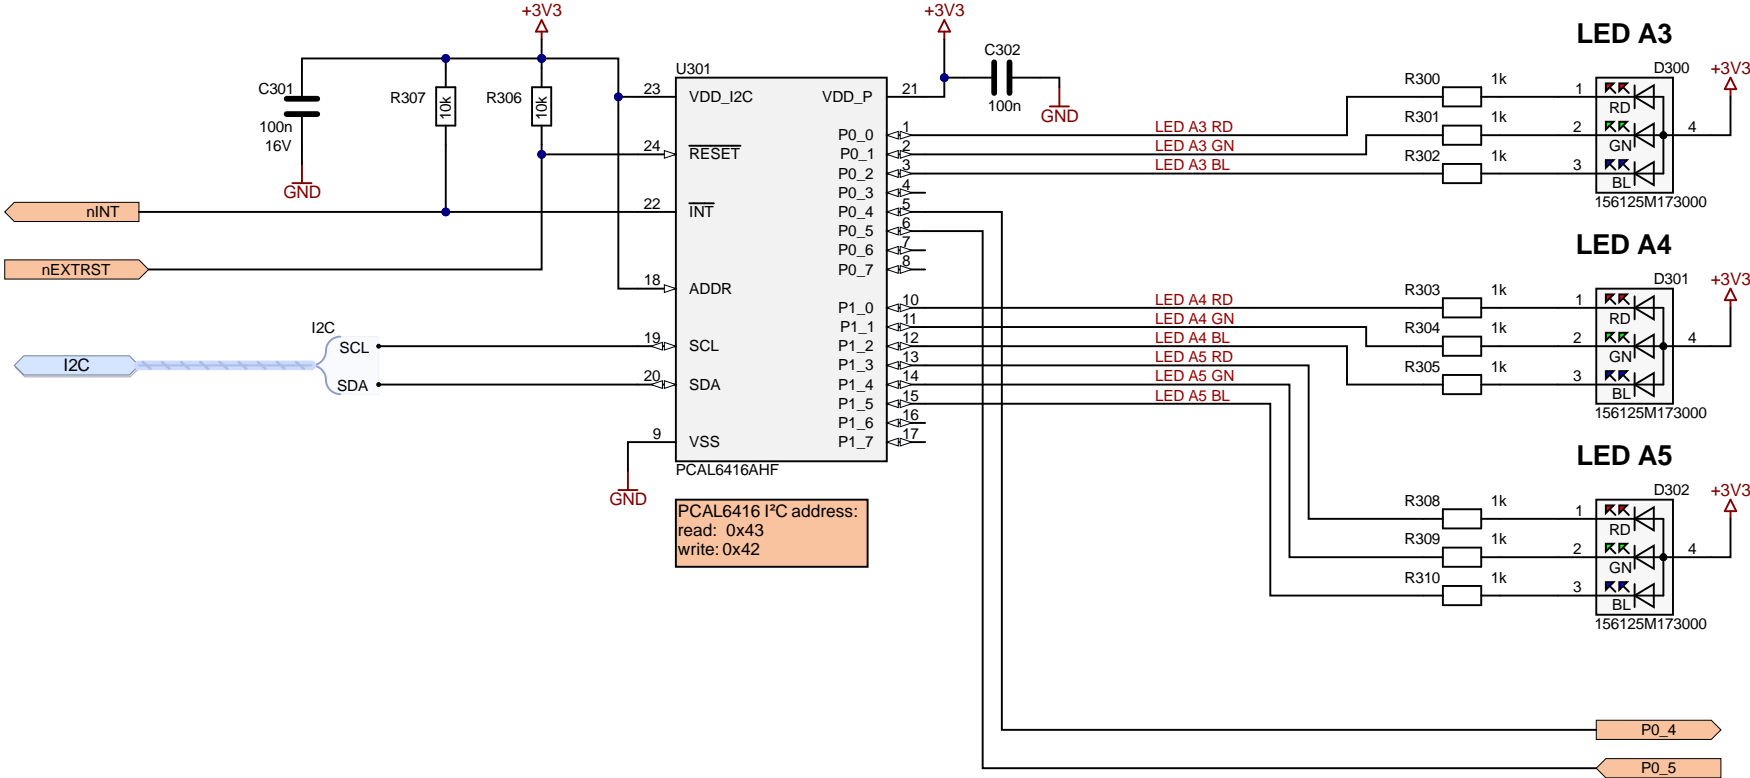 +3V3
+3V3
LED A3
C301
100n
16V
GND
R307
10k
R306
10k
U301
23 VDD_I2C
24 RESET
22 INT
18 ADDR
19 SCL
20 SDA
9 VSS
VDD_P 21
P0_0 1
P0_1 2
P0_2 3
P0_3 4
P0_4 5
P0_5 6
P0_6 7
P0_7 8
P1_0 10
P1_1 11
P1_2 12
P1_3 13
P1_4 14
P1_5 15
P1_6 16
P1_7 17
PCAL6416AHF
GND
PCAL6416 I²C address:
read: 0x43
write: 0x42
nINT
nEXTRST
I2C
I2C
SCL
SDA
C302
100n
GND
LED A3 RD
LED A3 GN
LED A3 BL
LED A4 RD
LED A4 GN
LED A4 BL
LED A5 RD
LED A5 GN
LED A5 BL
R300 1k
R301 1k
R302 1k
D300
+3V3
1 RD
2 GN
3 BL
4
156125M173000
LED A4
R303 1k
R304 1k
R305 1k
D301
+3V3
1 RD
2 GN
3 BL
4
156125M173000
LED A5
R308 1k
R309 1k
R310 1k
D302
+3V3
1 RD
2 GN
3 BL
4
156125M173000
P0_4
P0_5